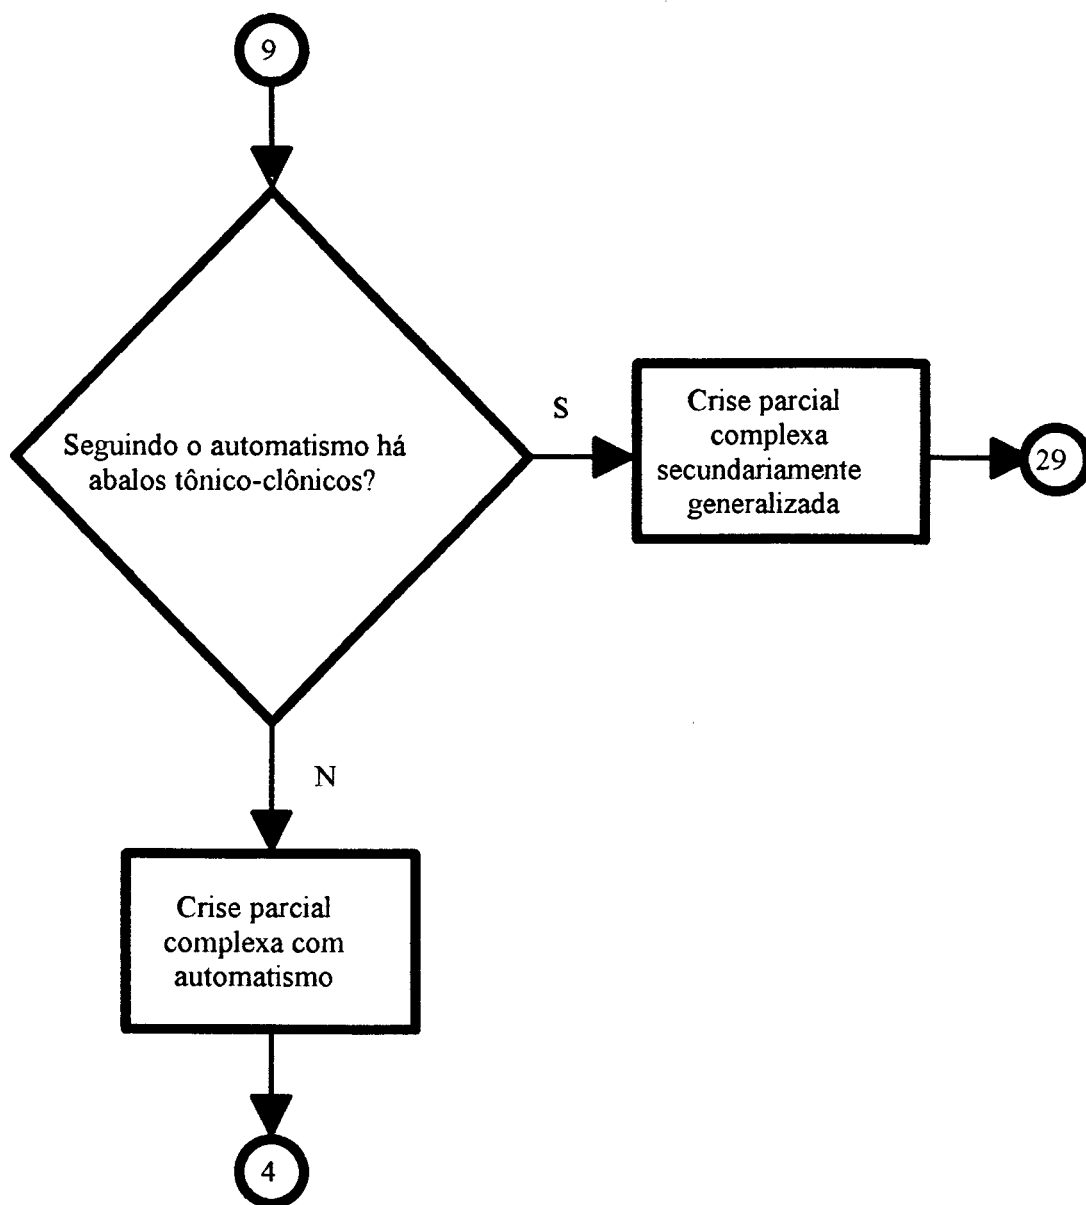 9
Seguindo o automatismo há
abalos tônico-clônicos?
S
Crise parcial
complexa
secundariamente
generalizada
29
N
Crise parcial
complexa com
automatismo
4